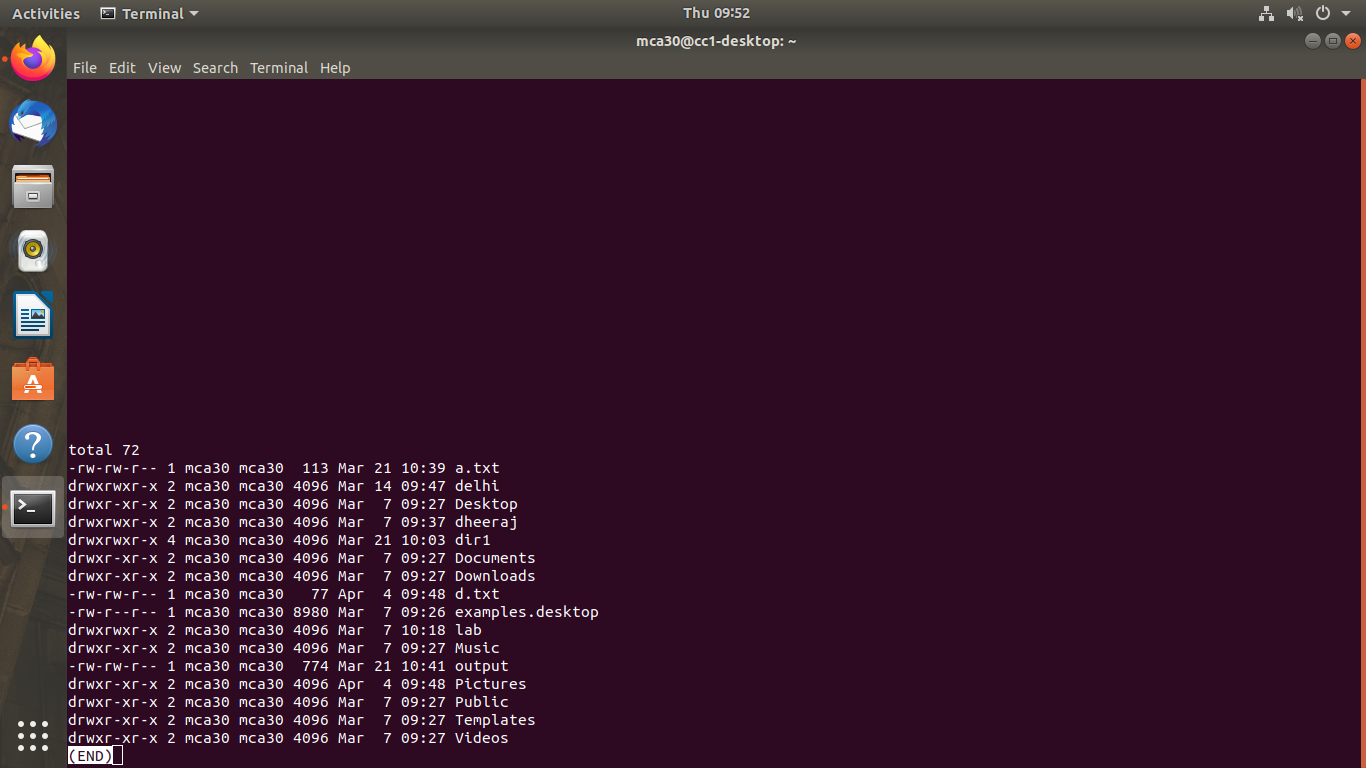 Activities Terminal Thu 09:52
mca30@cc1-desktop: ~
File Edit View Search Terminal Help
total 72
-rw-rw-r-- 1 mca30 mca30  113 Mar 21 10:39 a.txt
drwxrwxr-x 2 mca30 mca30 4096 Mar 14 09:47 delhi
drwxr-xr-x 2 mca30 mca30 4096 Mar  7 09:27 Desktop
drwxrwxr-x 2 mca30 mca30 4096 Mar  7 09:37 dheeraj
drwxrwxr-x 4 mca30 mca30 4096 Mar 21 10:03 dir1
drwxr-xr-x 2 mca30 mca30 4096 Mar  7 09:27 Documents
drwxr-xr-x 2 mca30 mca30 4096 Mar  7 09:27 Downloads
-rw-rw-r-- 1 mca30 mca30   77 Apr  4 09:48 d.txt
-rw-r--r-- 1 mca30 mca30 8980 Mar  7 09:26 examples.desktop
drwxrwxr-x 2 mca30 mca30 4096 Mar  7 10:18 lab
drwxr-xr-x 2 mca30 mca30 4096 Mar  7 09:27 Music
-rw-rw-r-- 1 mca30 mca30  774 Mar 21 10:41 output
drwxr-xr-x 2 mca30 mca30 4096 Apr  4 09:48 Pictures
drwxr-xr-x 2 mca30 mca30 4096 Mar  7 09:27 Public
drwxr-xr-x 2 mca30 mca30 4096 Mar  7 09:27 Templates
drwxr-xr-x 2 mca30 mca30 4096 Mar  7 09:27 Videos
(END)